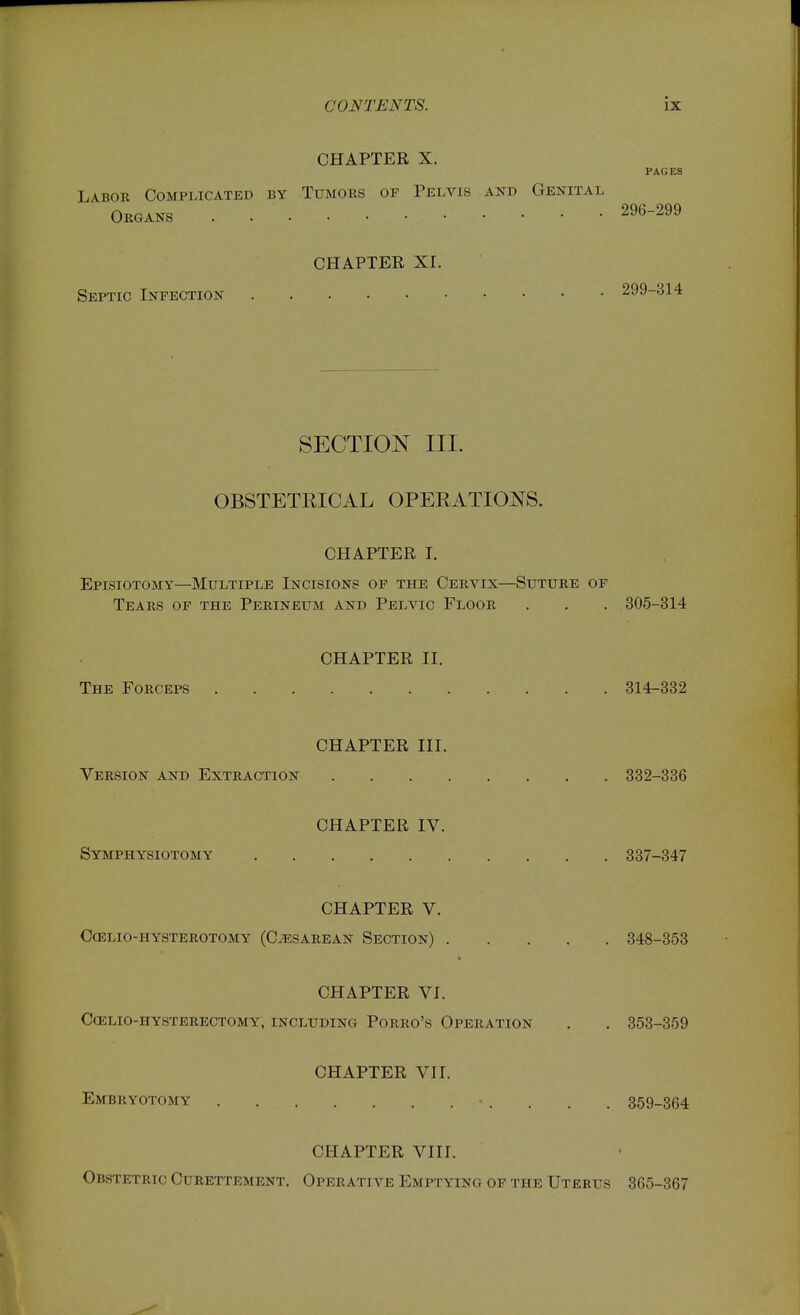 CONTENTS. ix
CHAPTER X.
PAGES
Labor Complicated by Tumors of Pelvis and Genital
Organs . . . . . . . . . . . 296-299
CHAPTER XI.
Septic Infection . . . . . . . . . . 299-314
SECTION III.
OBSTETRICAL OPERATIONS.
CHAPTER I.
Episiotomy—Multiple Incisions of the Cervix—Suture of
Tears of the Perineum and Pelvic Floor . . . 305-314
CHAPTER II.
The Forceps . . . . . . . . . . . 314-332
CHAPTER III.
Version and Extraction . . . . . . . . 332-336
CHAPTER IV.
Symphysiotomy . . . . . . . . . . 337-347
CHAPTER V.
Cœlio-hysterotomy (Cæsarean Section) . . . . . 348-353
CHAPTER VI.
Cœlio-hysterectomy, including Porro's Operation . . 353-359
CHAPTER VII.
Embryotomy . . . . . . . . . . . 359-364
CHAPTER VIII.
Obstetric Curettement. Operative Emptying of the Uterus 365-367